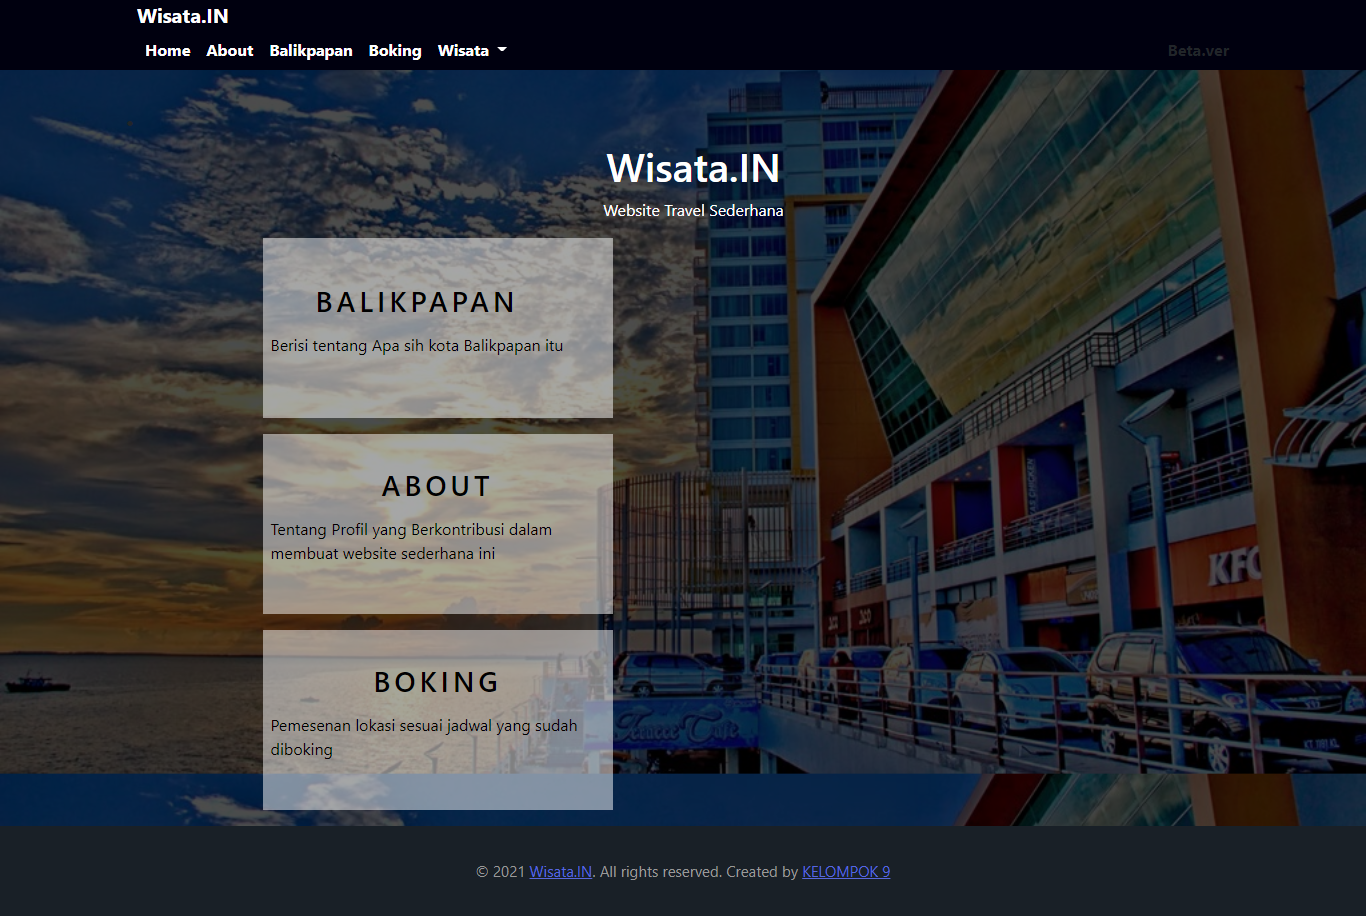 Wisata.IN
Home About Balikpapan Boking Wisata
Beta.ver
Wisata.IN
Website Travel Sederhana
BALIKPAPAN
Berisi tentang Apa sih kota Balikpapan itu
ABOUT
Tentang Profil yang Berkontribusi dalam
membuat website sederhana ini
BOKING
Pemesenan lokasi sesuai jadwal yang sudah
diboking
KFC
JCO
© 2021 Wisata.IN. All rights reserved. Created by KELOMPOK 9